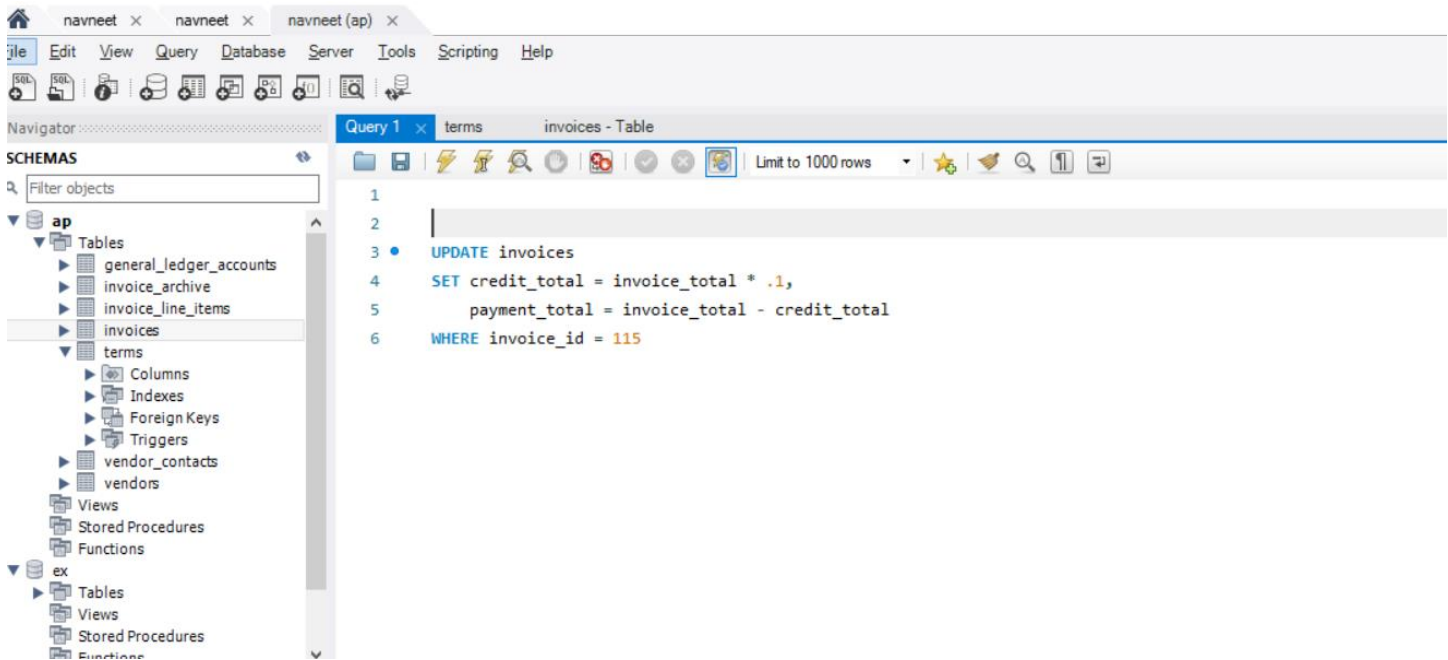 navneet navneet navneet (ap)
File Edit View Query Database Server Tools Scripting Help
SQL SQL
Navigator
Query 1 terms invoices - Table
SCHEMAS
Limit to 1000 rows
Filter objects
ap
Tables
general_ledger_accounts
invoice_archive
invoice_line_items
invoices
terms
Columns
Indexes
Foreign Keys
Triggers
vendor_contacts
vendors
Views
Stored Procedures
Functions
ex
Tables
Views
Stored Procedures
Functions
1
2
3 UPDATE invoices
4 SET credit_total = invoice_total * .1,
5 payment_total = invoice_total - credit_total
6 WHERE invoice_id = 115